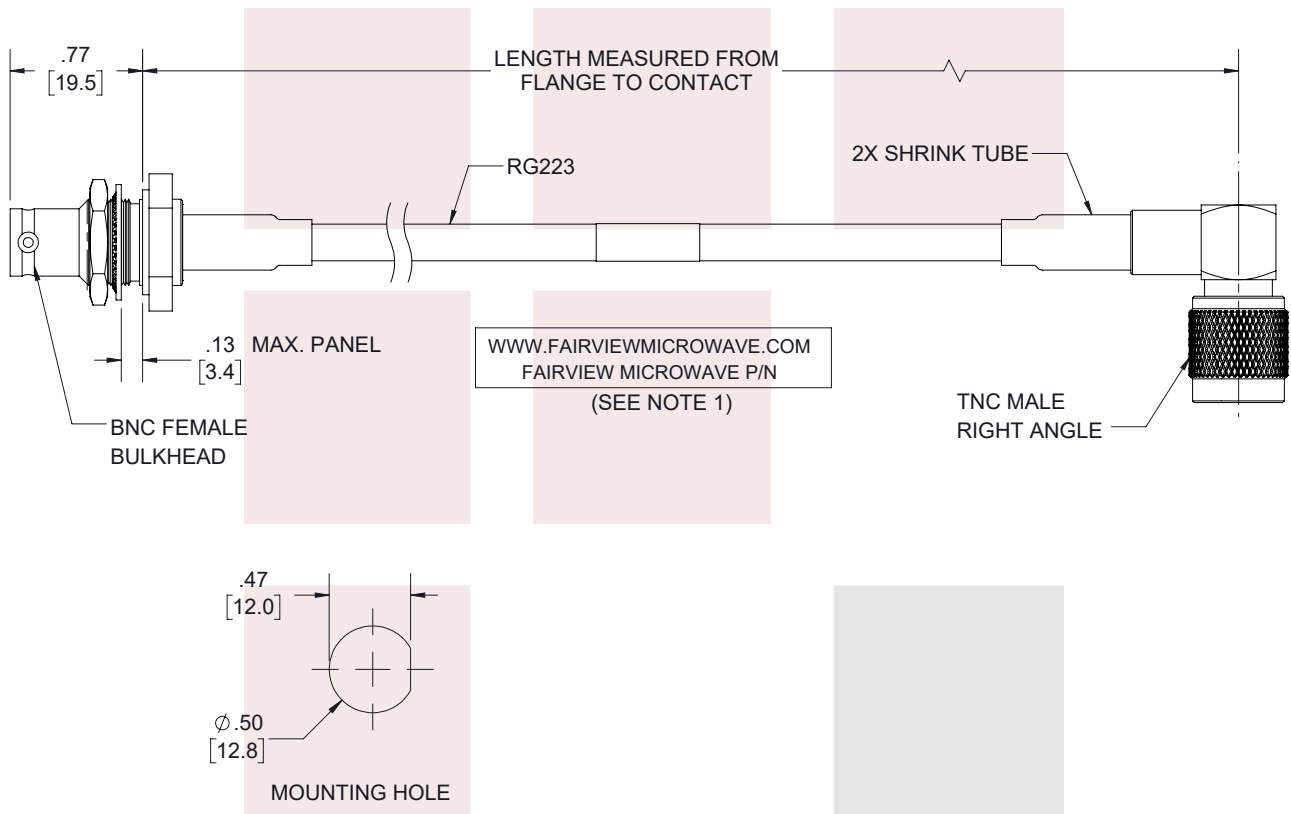 .77
[19.5]
LENGTH MEASURED FROM
FLANGE TO CONTACT
RG223
2X SHRINK TUBE
.13 MAX. PANEL
[3.4]
WWW.FAIRVIEWMICROWAVE.COM
FAIRVIEW MICROWAVE P/N
(SEE NOTE 1)
BNC FEMALE
BULKHEAD
TNC MALE
RIGHT ANGLE
.47
[12.0]
Ø.50
[12.8]
MOUNTING HOLE